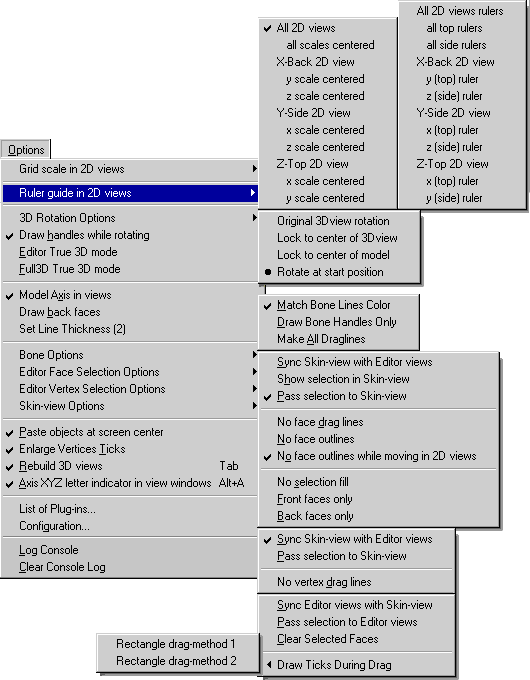 Options
Grid scale in 2D views
Ruler guide in 2D views
3D Rotation Options
Draw handles while rotating
Editor True 3D mode
Full3D True 3D mode
Model Axis in views
Draw back faces
Set Line Thickness (2)
Bone Options
Editor Face Selection Options
Editor Vertex Selection Options
Skin-view Options
Paste objects at screen center
Enlarge Vertices Ticks
Rebuild 3D views Tab
Axis XYZ letter indicator in view windows Alt+A
List of Plug-ins...
Configuration...
Log Console
Clear Console Log
All 2D views
all scales centered
X-Back 2D view
y scale centered
z scale centered
Y-Side 2D view
x scale centered
z scale centered
Z-Top 2D view
x scale centered
y scale centered
All 2D views rulers
all top rulers
all side rulers
X-Back 2D view
y (top) ruler
z (side) ruler
Y-Side 2D view
x (top) ruler
z (side) ruler
Z-Top 2D view
x (top) ruler
y (side) ruler
Original 3Dview rotation
Lock to center of 3Dview
Lock to center of model
Rotate at start position
Match Bone Lines Color
Draw Bone Handles Only
Make All Draglines
Sync Skin-view with Editor views
Show selection in Skin-view
Pass selection to Skin-view
No face drag lines
No face outlines
No face outlines while moving in 2D views
No selection fill
Front faces only
Back faces only
Sync Skin-view with Editor views
Pass selection to Skin-view
No vertex drag lines
Sync Editor views with Skin-view
Pass selection to Editor views
Clear Selected Faces
Draw Ticks During Drag
Rectangle drag-method 1
Rectangle drag-method 2